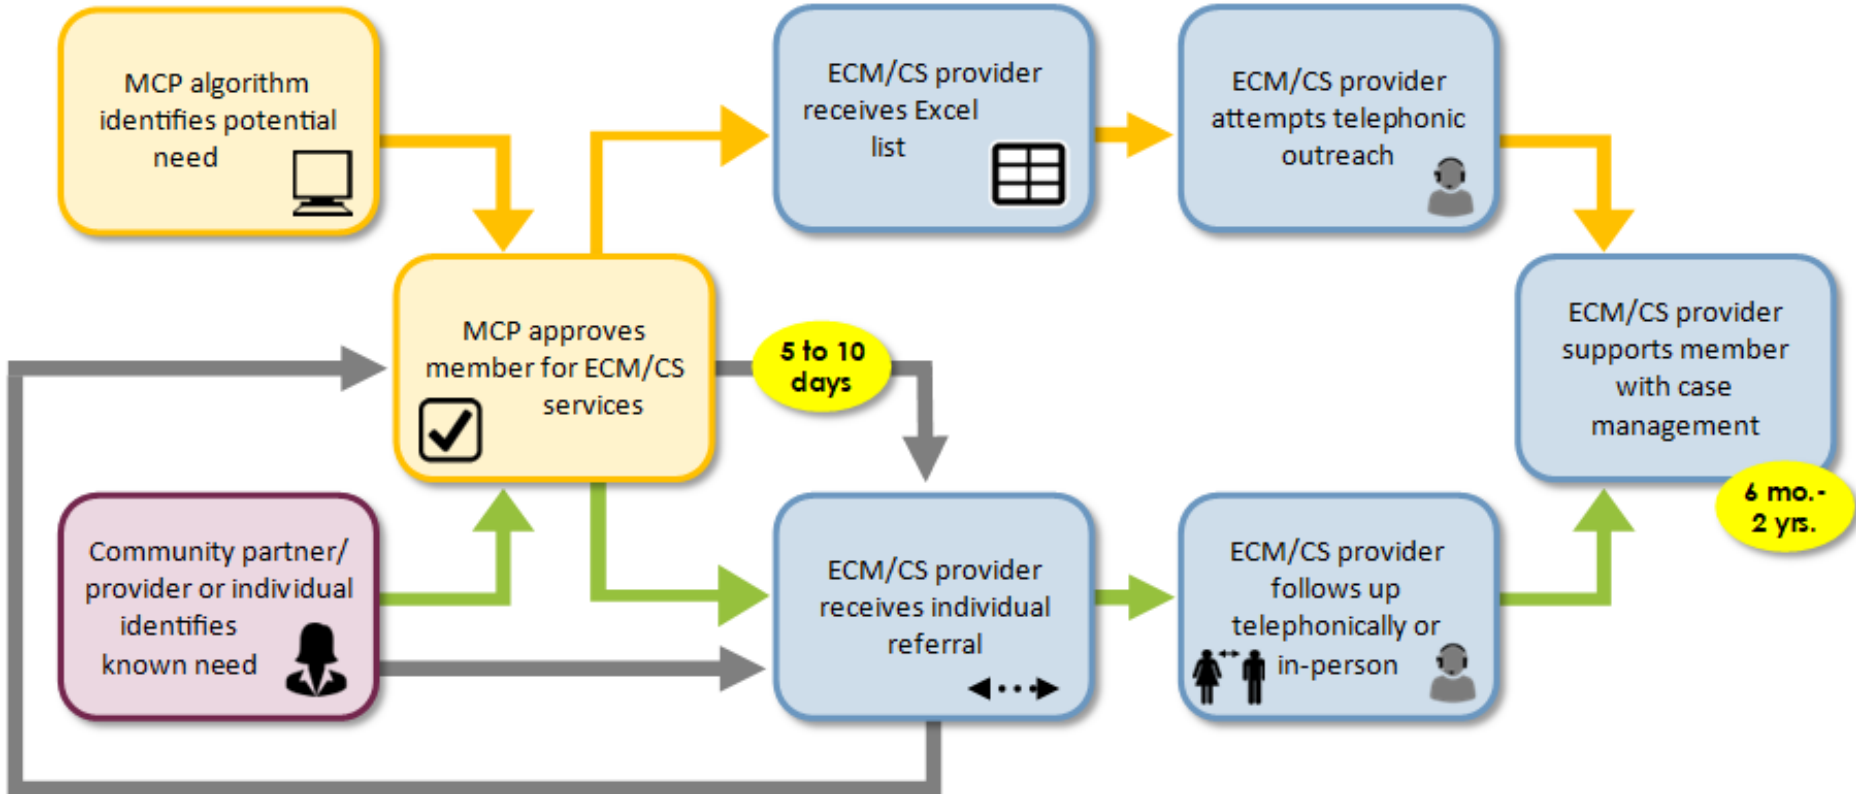 MCP algorithm
identifies potential
need
ECM/CS provider
receives Excel
list
ECM/CS provider
attempts telephonic
outreach
MCP approves
member for ECM/CS
services
5 to 10
days
ECM/CS provider
supports member
with case
management
6 mo.-
2 yrs.
Community partner/
provider or individual
identifies
known need
ECM/CS provider
receives individual
referral
ECM/CS provider
follows up
telephonically or
in-person